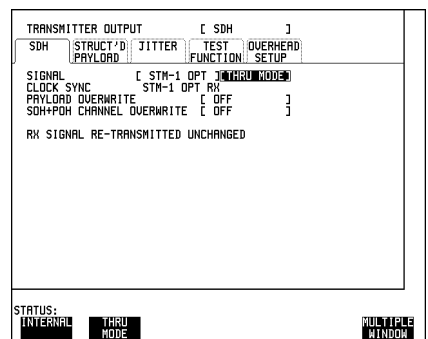 TRANSMITTER OUTPUT [ SDH ]
SDH STRUCT'D PAYLOAD JITTER TEST FUNCTION OVERHEAD SETUP
SIGNAL [ STM-1 OPT ][THRU MODE]
CLOCK SYNC STM-1 OPT RX
PAYLOAD OVERWRITE [ OFF ]
SOH+POH CHANNEL OVERWRITE [ OFF ]
RX SIGNAL RE-TRANSMITTED UNCHANGED
STATUS:
INTERNAL THRU MODE MULTIPLE WINDOW